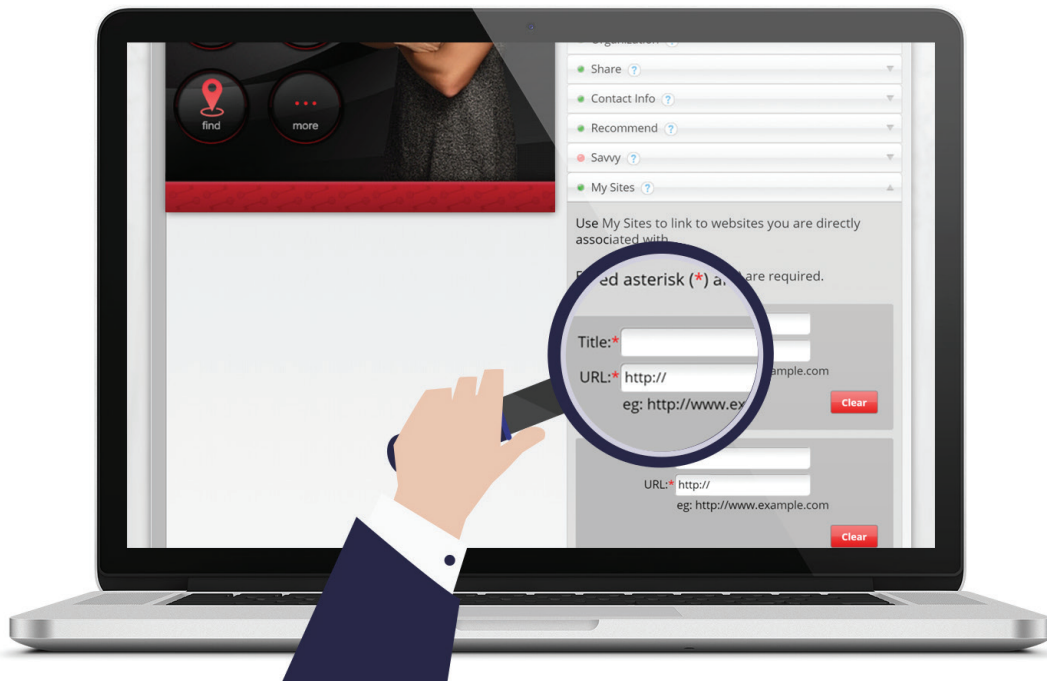 find
more
Share ?
Contact Info ?
Recommend ?
Savvy ?
My Sites ?
Use My Sites to link to websites you are directly
associated with
ed asterisk (*) a are required.
Title:*
URL:* http://
ample.com
eg: http://www.ex
Clear
URL:* http://
eg: http://www.example.com
Clear